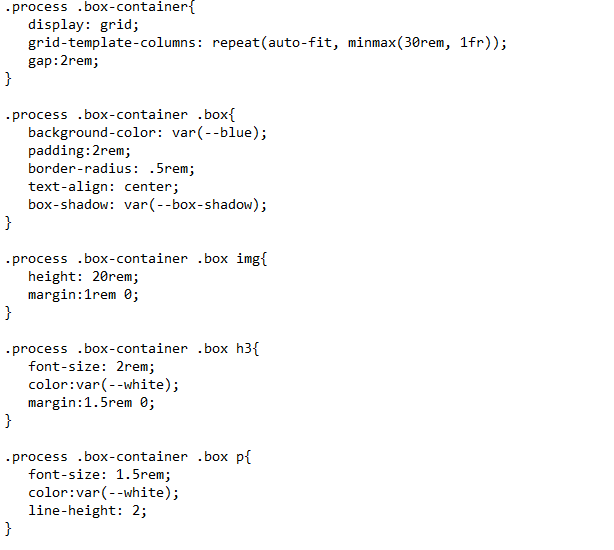 .process .box-container{
   display: grid;
   grid-template-columns: repeat(auto-fit, minmax(30rem, 1fr));
   gap:2rem;
}

.process .box-container .box{
   background-color: var(--blue);
   padding:2rem;
   border-radius: .5rem;
   text-align: center;
   box-shadow: var(--box-shadow);
}

.process .box-container .box img{
   height: 20rem;
   margin:1rem 0;
}

.process .box-container .box h3{
   font-size: 2rem;
   color:var(--white);
   margin:1.5rem 0;
}

.process .box-container .box p{
   font-size: 1.5rem;
   color:var(--white);
   line-height: 2;
}